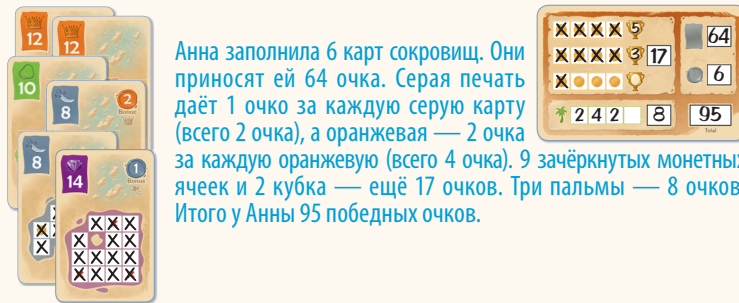 12
12
10
8
2
Bonus
8
14
1
Bonus
Анна заполнила 6 карт сокровищ. Они
приносят ей 64 очка. Серая печать
даёт 1 очко за каждую серую карту
(всего 2 очка), а оранжевая — 2 очка
за каждую оранжевую (всего 4 очка). 9 зачёркнутых монетных
ячеек и 2 кубка — ещё 17 очков. Три пальмы — 8 очков
Итого у Анны 95 победных очков.
X X X X 5
X X X X 3 17
X
2 4 2 8
64
6
95
Total